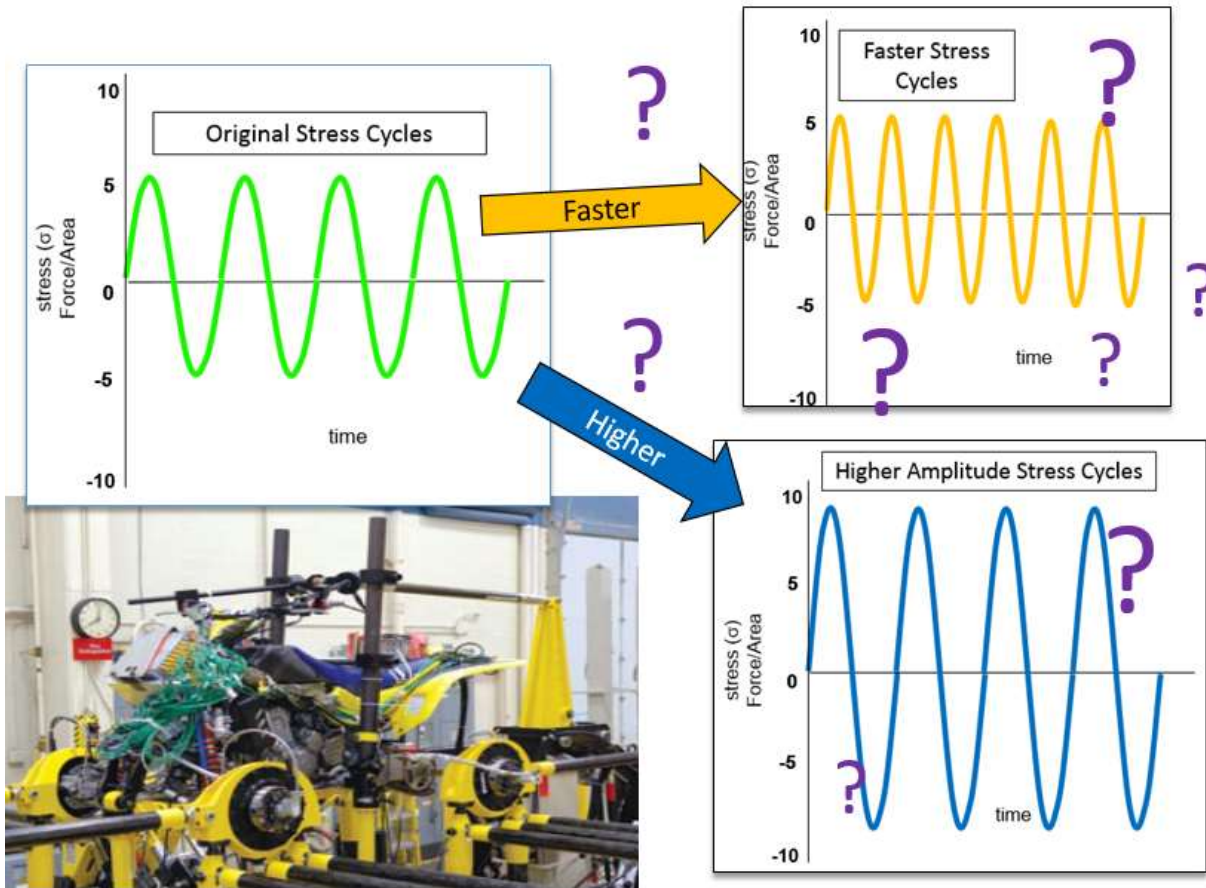 10
Original Stress Cycles
5
stress (σ)
Force/Area
0
-5
time
-10
?
Faster
?
Higher
10
Faster Stress
Cycles
?
5
stress (σ)
Force/Area
0
-5
?
time
?
?
-10
Higher Amplitude Stress Cycles
10
?
5
stress (σ)
Force/Area
0
-5
?
time
-10